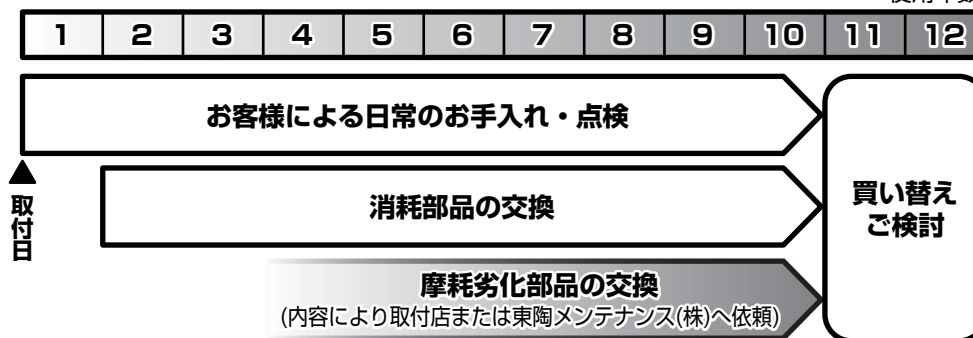 1 2 3 4 5 6 7 8 9 10 11 12
お客様による日常のお手入れ・点検
取付日
消耗部品の交換
買い替え
ご検討
摩耗劣化部品の交換
(内容により取付店または東陶メンテナンス(株)へ依頼)